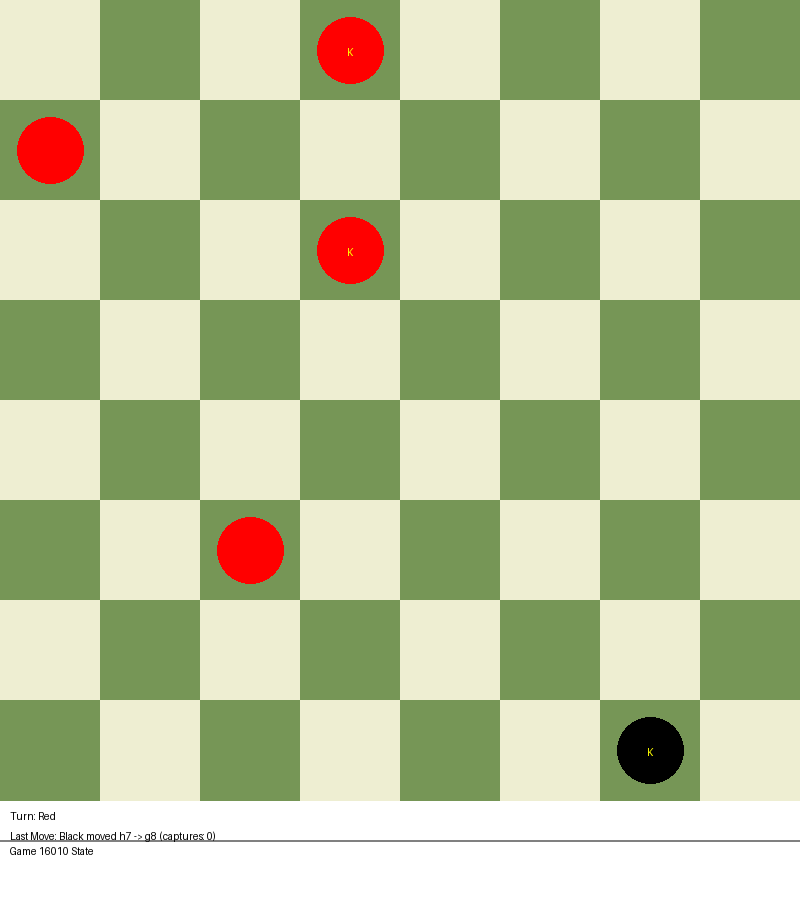 K
K
K
Turn: Red
Last Move: Black moved h7 -> g8 (captures: 0)
Game 16010 State